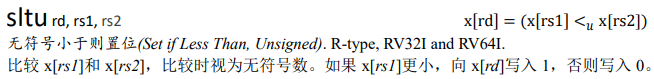 sltu rd, rs1, rs2 x[rd] = (x[rs1] <u x[rs2])
无符号小于则置位(Set if Less Than, Unsigned). R-type, RV32I and RV64I.
比较 x[rs1]和 x[rs2]，比较时视为无符号数。如果 x[rs1]更小，向 x[rd]写入 1，否则写入 0。